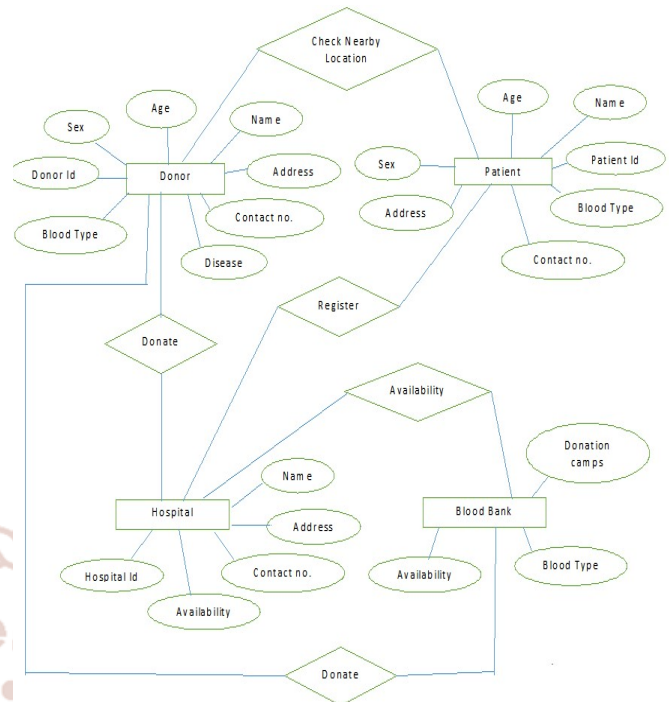 Check Nearby
Location
Age
Name
Sex
Donor Id
Donor
Address
Blood Type
Contact no.
Disease
Age
Name
Sex
Patient
Patient Id
Address
Blood Type
Contact no.
Register
Donate
Availability
Donation
camps
Name
Hospital
Address
Blood Bank
Hospital Id
Contact no.
Availability
Availability
Blood Type
Donate